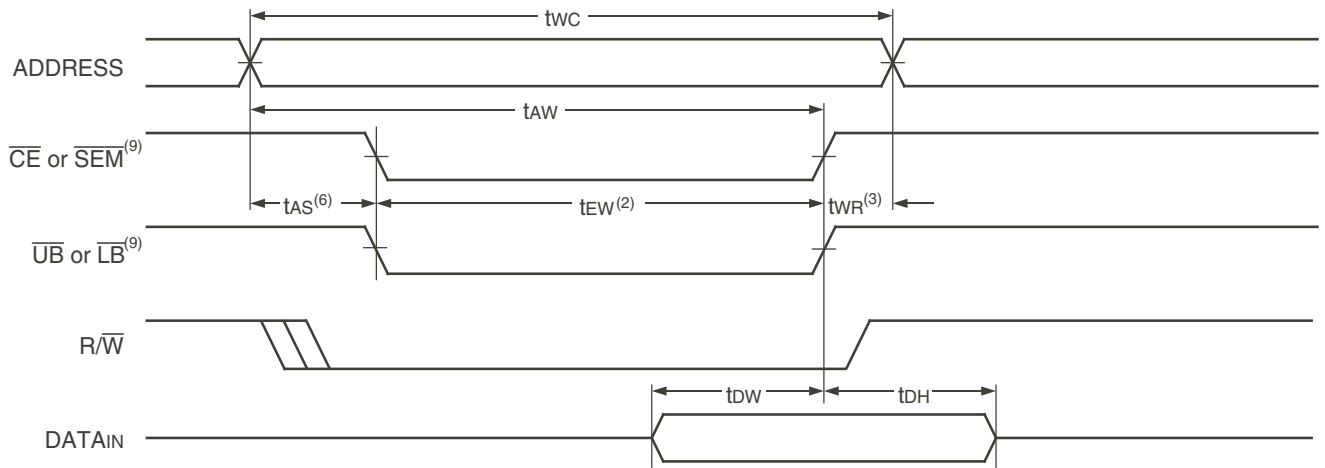 tWC
ADDRESS
tAW
CE or SEM(9)
tAS(6)
tEW(2)
tWR(3)
UB or LB(9)
R/W
tDW
tDH
DATAIN